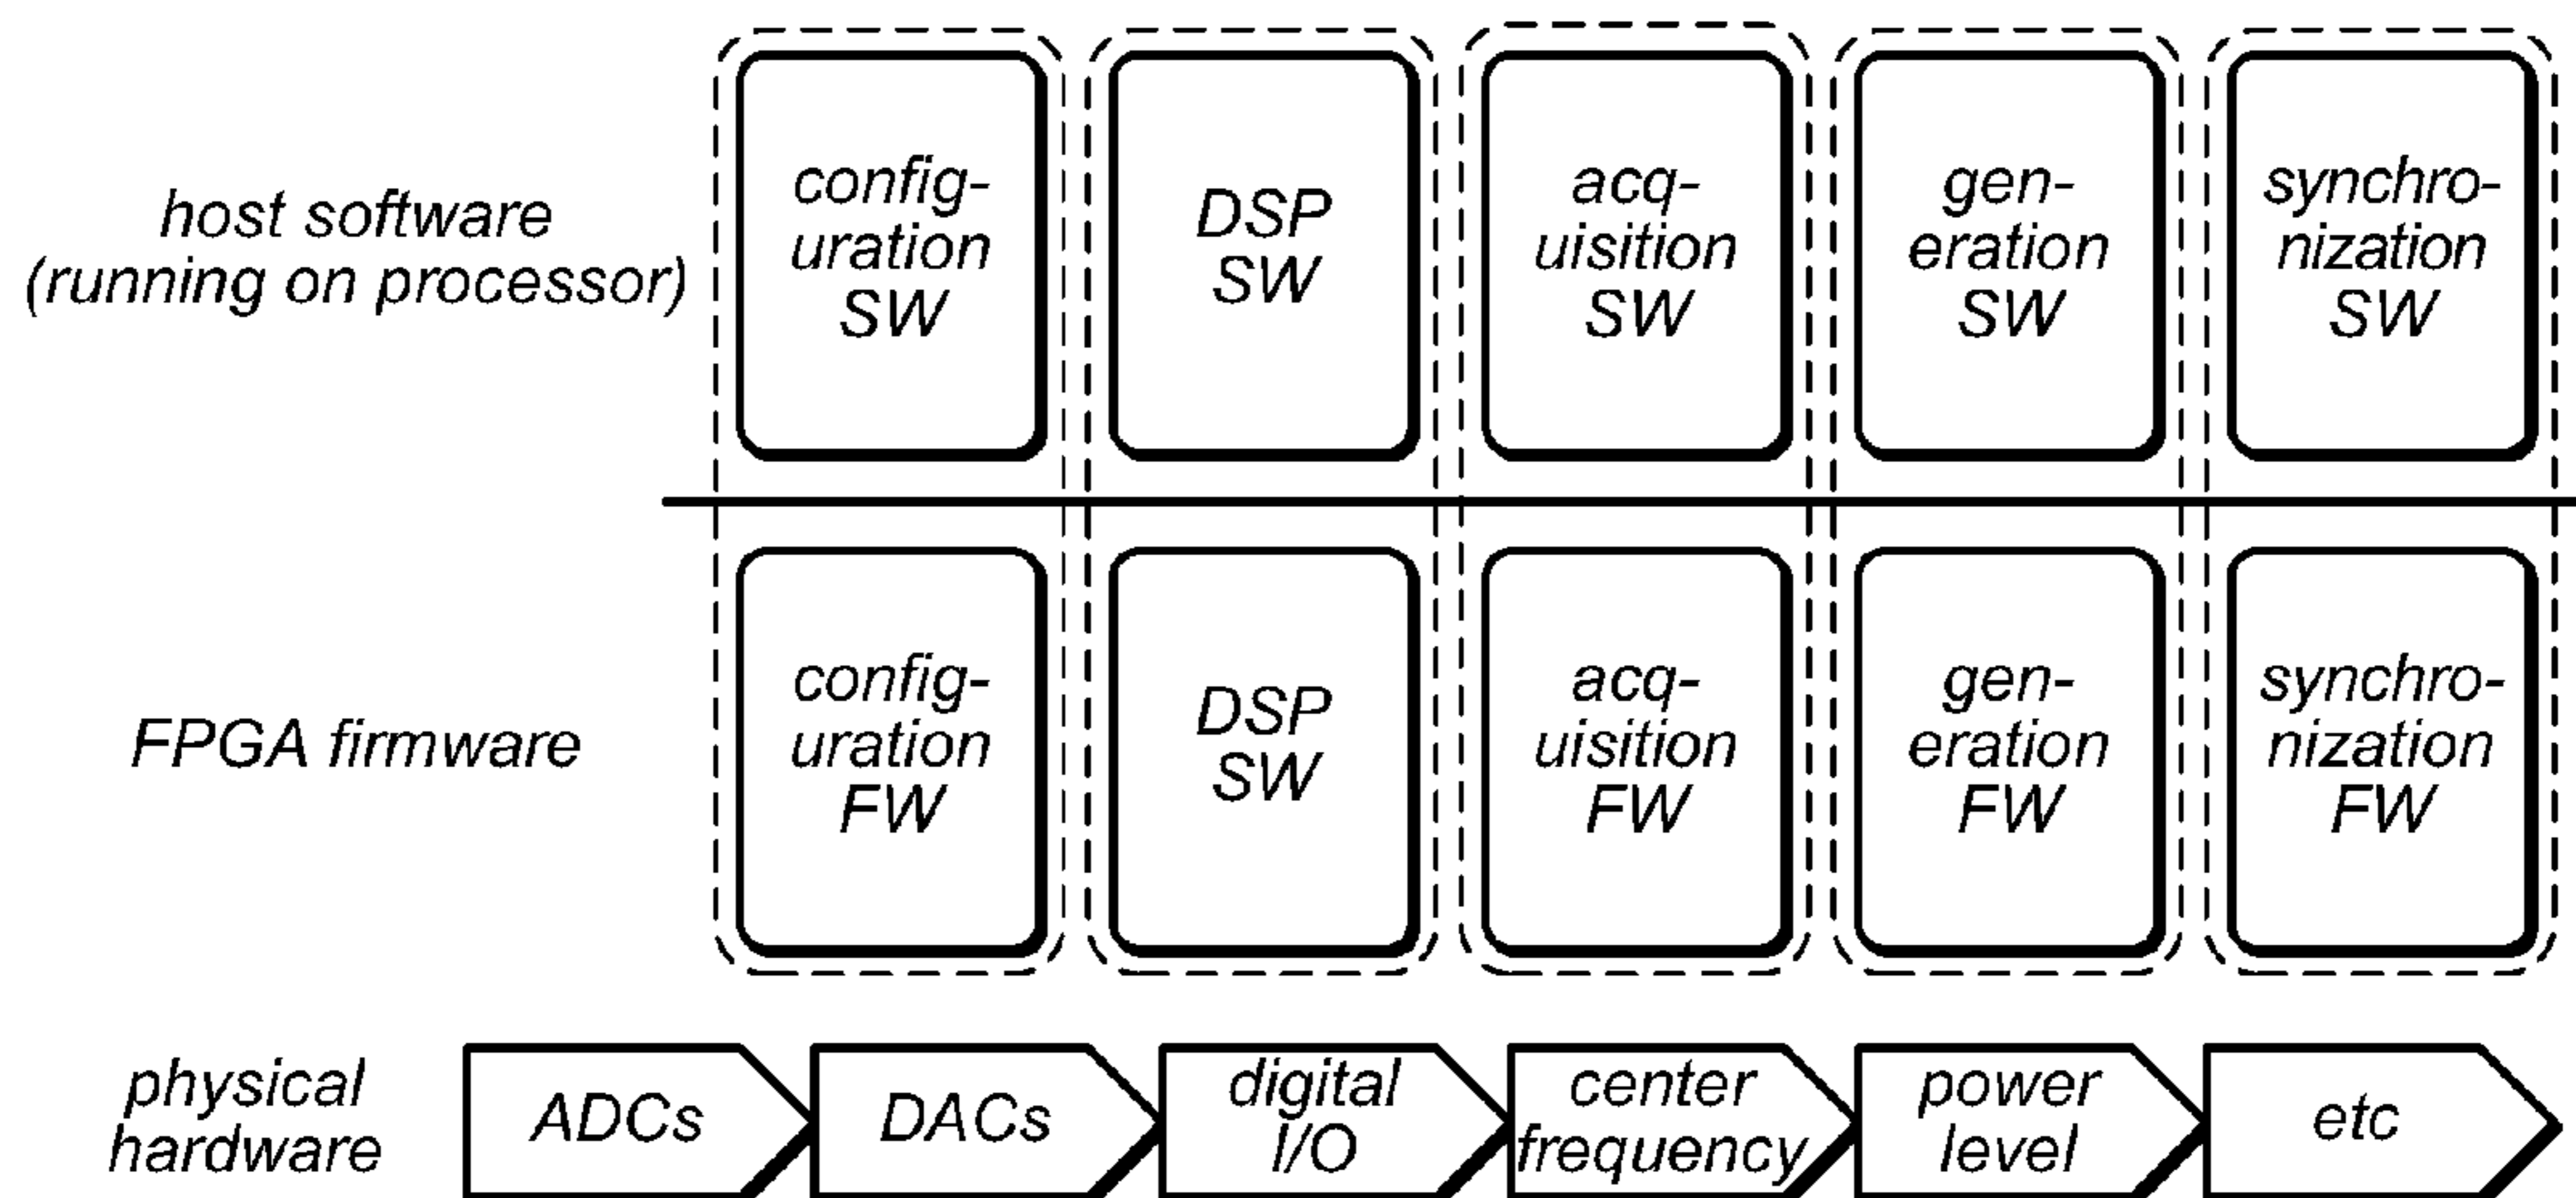 host software
(running on processor)
config-
uration
SW
DSP
SW
acq-
uisition
SW
gen-
eration
SW
synchro-
nization
SW
FPGA firmware
config-
uration
FW
DSP
SW
acq-
uisition
FW
gen-
eration
FW
synchro-
nization
FW
physical
hardware
ADCs
DACs
digital
I/O
center
frequency
power
level
etc